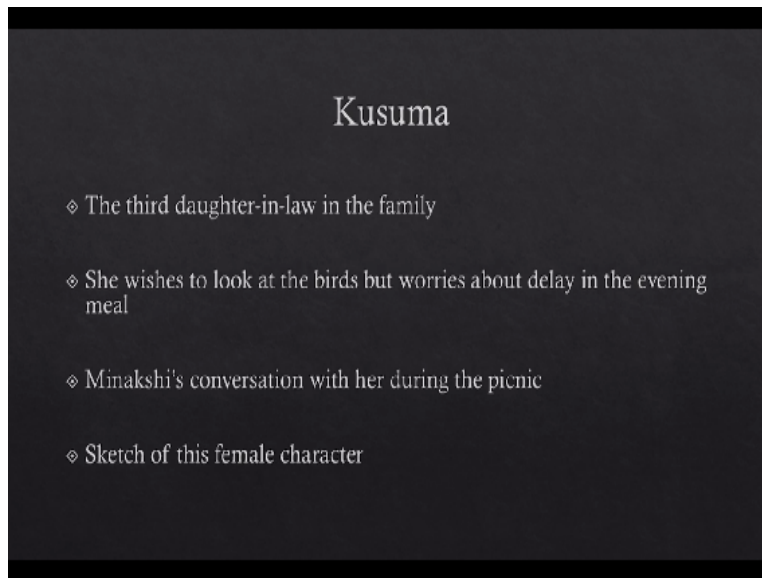 Kusuma
The third daughter-in-law in the family
She wishes to look at the birds but worries about delay in the evening
meal
Minakshi's conversation with her during the picnic
Sketch of this female character